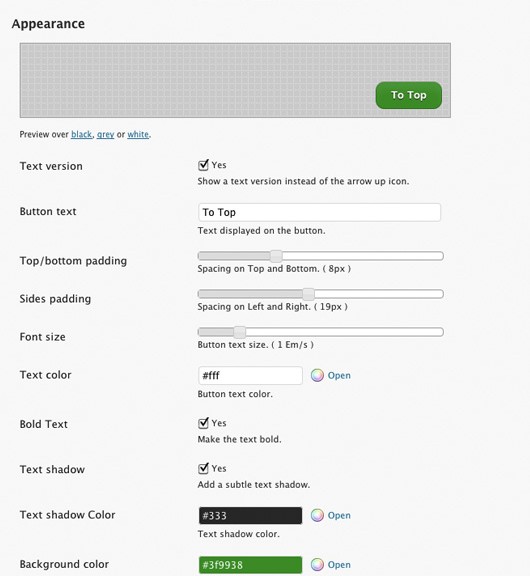 Appearance
To Top
Preview over black, grey or white.
Text version
Yes
Show a text version instead of the arrow up icon.
Button text
To Top
Text displayed on the button.
Top/bottom padding
Spacing on Top and Bottom. ( 8px )
Sides padding
Spacing on Left and Right. ( 19px )
Font size
Button text size. ( 1 Em/s )
Text color
#fff
Open
Button text color.
Bold Text
Yes
Make the text bold.
Text shadow
Yes
Add a subtle text shadow.
Text shadow Color
#333
Open
Text shadow color.
Background color
#3f9938
Open